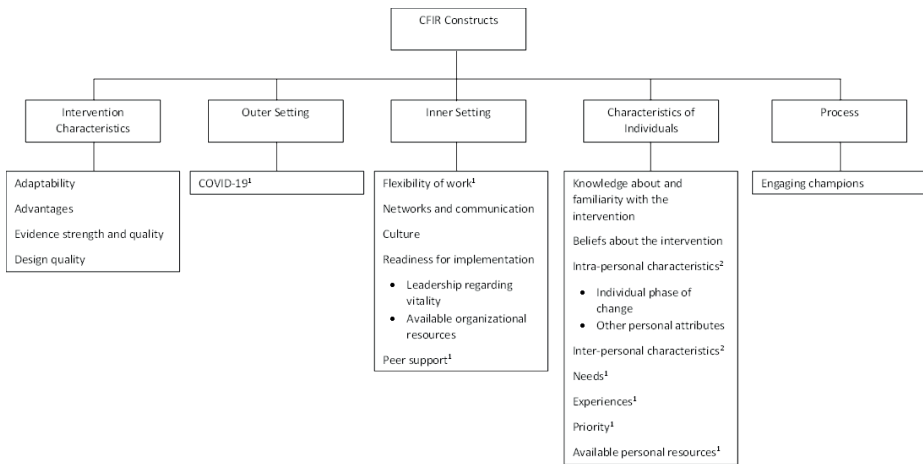 CFIR Constructs
Intervention
Characteristics
Outer Setting
Inner Setting
Characteristics of
Individuals
Process
Adaptability
Advantages
Evidence strength and quality
Design quality
COVID-19¹
Flexibility of work¹
Networks and communication
Culture
Readiness for implementation
• Leadership regarding
vitality
• Available organizational
resources
Peer support¹
Knowledge about and
familiarity with the
intervention
Beliefs about the intervention
Intra-personal characteristics²
• Individual phase of
change
• Other personal attributes
Inter-personal characteristics²
Needs¹
Experiences¹
Priority¹
Available personal resources¹
Engaging champions